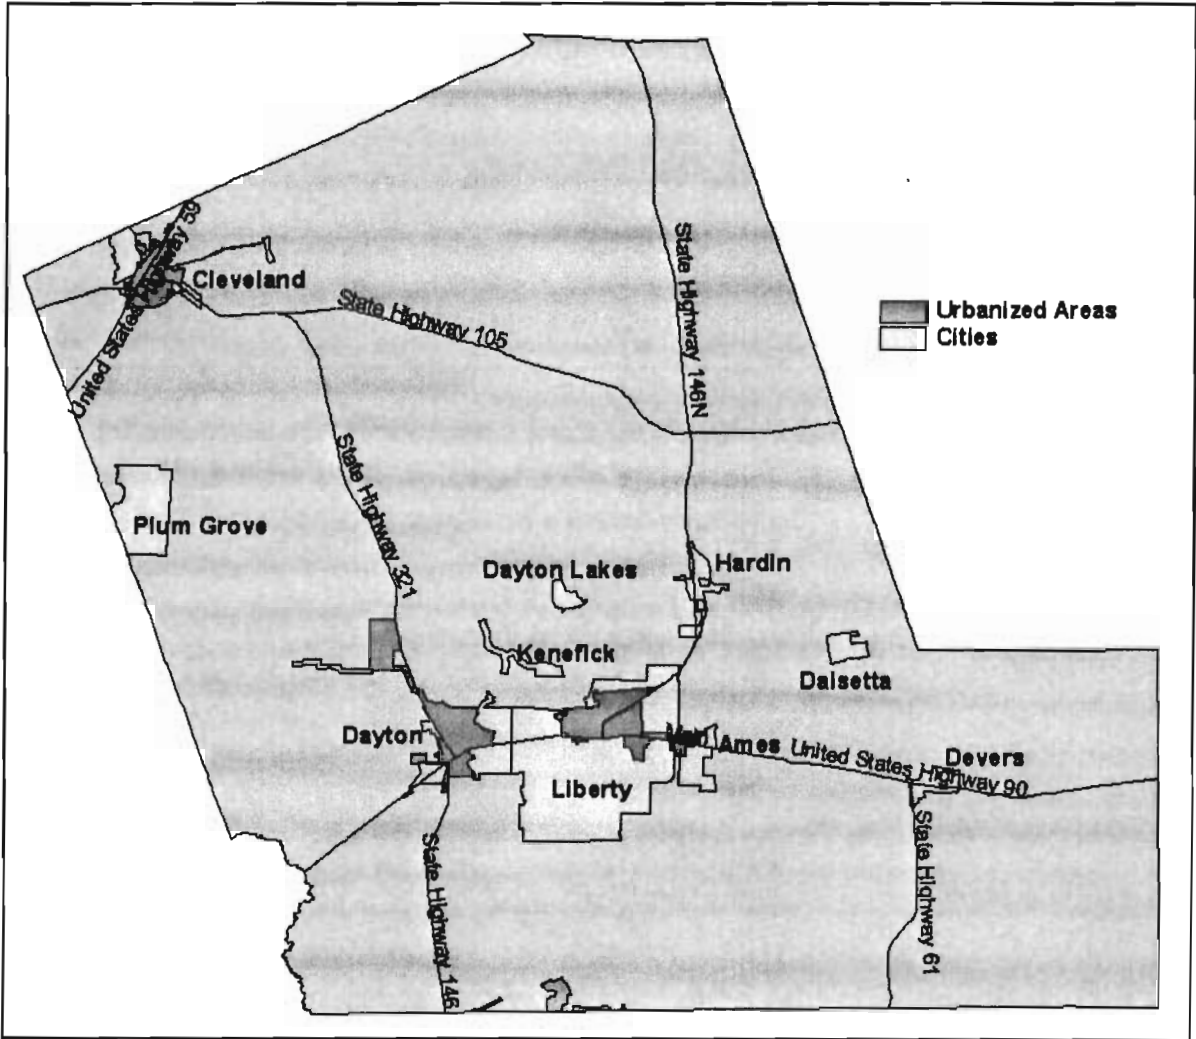 United States Highway 59
Cleveland
State Highway 105
State Highway 146N
Urbanized Areas
Cities
State Highway 321
Plum Grove
Dayton Lakes
Hardin
Kenefick
Daisetta
Dayton
Ames
United States Highway 90
Devers
Liberty
State Highway 146
State Highway 61